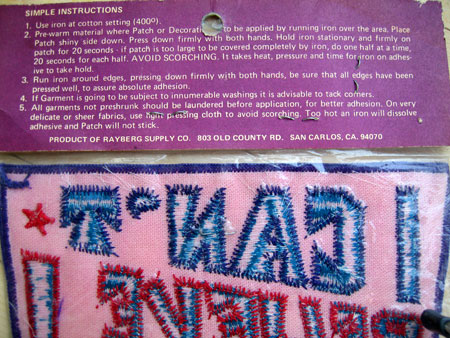 SIMPLE INSTRUCTIONS
1. Use iron at cotton setting (400º).
2. Pre-warm material where Patch or to be applied by running iron over the area. Place
Patch shiny side down. Press down firmly with both hands. Hold iron stationary and firmly on
patch for 20 seconds - if patch is too large to be covered completely by iron, do one half at a time,
20 seconds for each half. AVOID SCORCHING. It takes heat, pressure and time for iron on adhes-
ive to take hold.
3. Run iron around edges, pressing down firmly with both hands, be sure that all edges have been
pressed well, to assure absolute adhesion.
4. If Garment is going to be subject to innumerable washings it is advisable to tack corners.
5. All garments not preshrunk should be laundered before application, for better adhesion. On very
delicate or sheer fabrics, use damp pressing cloth to avoid scorching. Too hot an iron will dissolve
adhesive and Patch will not stick.
PRODUCT OF RAYBERG SUPPLY CO. 803 OLD COUNTY RD. SAN CARLOS, CA. 94070
I CAN'T
BELIEVE I